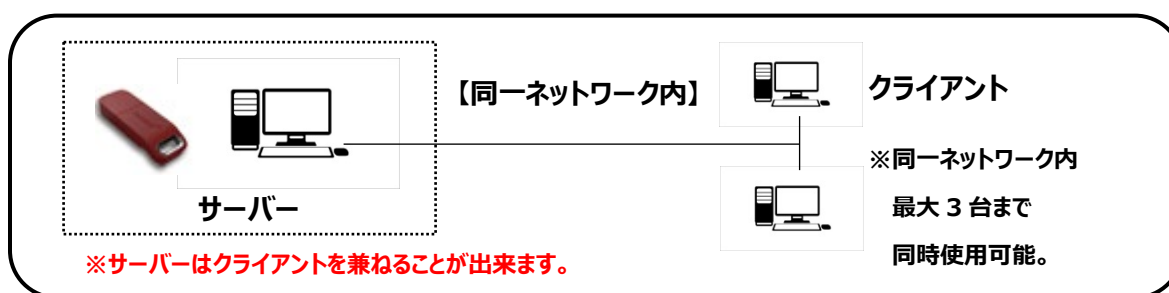 【同一ネットワーク内】
クライアント
サーバー
※同一ネットワーク内
最大 3 台まで
同時使用可能。
※サーバーはクライアントを兼ねることが出来ます。